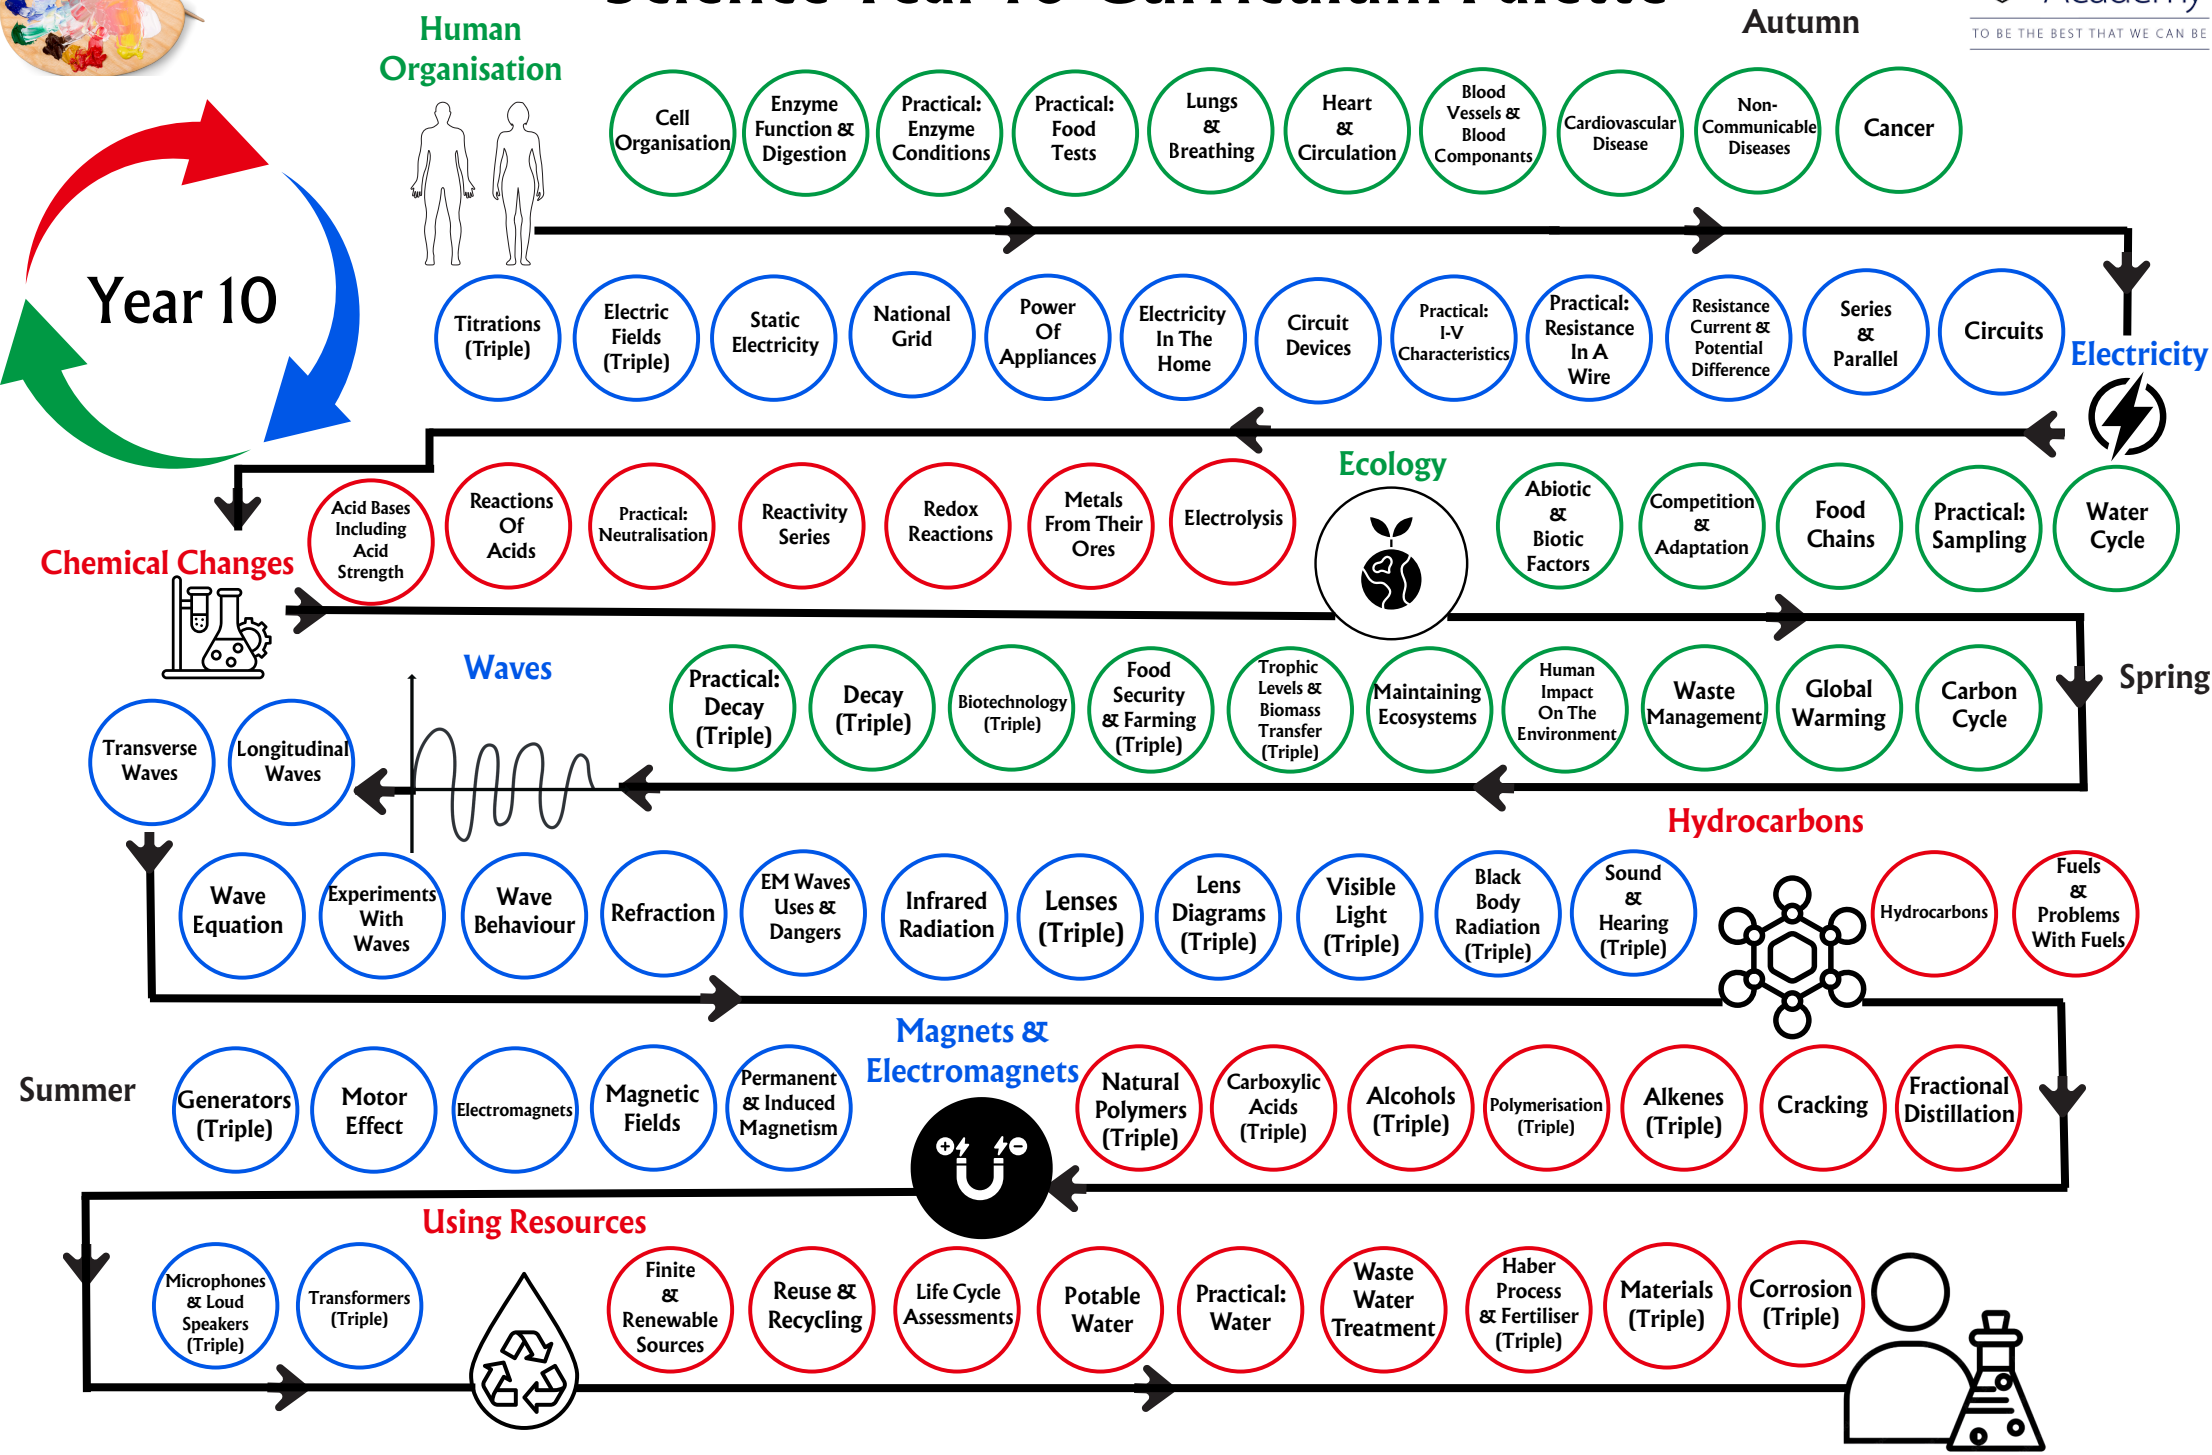 Science Year 10 Curriculum Palette
Academy
TO BE THE BEST THAT WE CAN BE
Autumn
Human
Organisation
Cell
Organisation
Enzyme
Function &
Digestion
Practical:
Enzyme
Conditions
Practical:
Food
Tests
Lungs
&
Breathing
Heart
&
Circulation
Blood
Vessels &
Blood
Componants
Cardiovascular
Disease
Non-
Communicable
Diseases
Cancer
Year 10
Titrations
(Triple)
Electric
Fields
(Triple)
Static
Electricity
National
Grid
Power
Of
Appliances
Electricity
In The
Home
Circuit
Devices
Practical:
I-V
Characteristics
Practical:
Resistance
In A
Wire
Resistance
Current &
Potential
Difference
Series
&
Parallel
Circuits
Electricity
Chemical Changes
Acid Bases
Including
Acid
Strength
Reactions
Of
Acids
Practical:
Neutralisation
Reactivity
Series
Redox
Reactions
Metals
From Their
Ores
Electrolysis
Ecology
Abiotic
&
Biotic
Factors
Competition
&
Adaptation
Food
Chains
Practical:
Sampling
Water
Cycle
Spring
Waves
Transverse
Waves
Longitudinal
Waves
Practical:
Decay
(Triple)
Decay
(Triple)
Biotechnology
(Triple)
Food
Security
& Farming
(Triple)
Trophic
Levels &
Biomass
Transfer
(Triple)
Maintaining
Ecosystems
Human
Impact
On The
Environment
Waste
Management
Global
Warming
Carbon
Cycle
Hydrocarbons
Wave
Equation
Experiments
With
Waves
Wave
Behaviour
Refraction
EM Waves
Uses &
Dangers
Infrared
Radiation
Lenses
(Triple)
Lens
Diagrams
(Triple)
Visible
Light
(Triple)
Black
Body
Radiation
(Triple)
Sound
&
Hearing
(Triple)
Hydrocarbons
Fuels
&
Problems
With Fuels
Summer
Generators
(Triple)
Motor
Effect
Electromagnets
Magnetic
Fields
Permanent
& Induced
Magnetism
Magnets &
Electromagnets
Natural
Polymers
(Triple)
Carboxylic
Acids
(Triple)
Alcohols
(Triple)
Polymerisation
(Triple)
Alkenes
(Triple)
Cracking
Fractional
Distillation
Using Resources
Microphones
& Loud
Speakers
(Triple)
Transformers
(Triple)
Finite
&
Renewable
Sources
Reuse &
Recycling
Life Cycle
Assessments
Potable
Water
Practical:
Water
Waste
Water
Treatment
Haber
Process
& Fertiliser
(Triple)
Materials
(Triple)
Corrosion
(Triple)